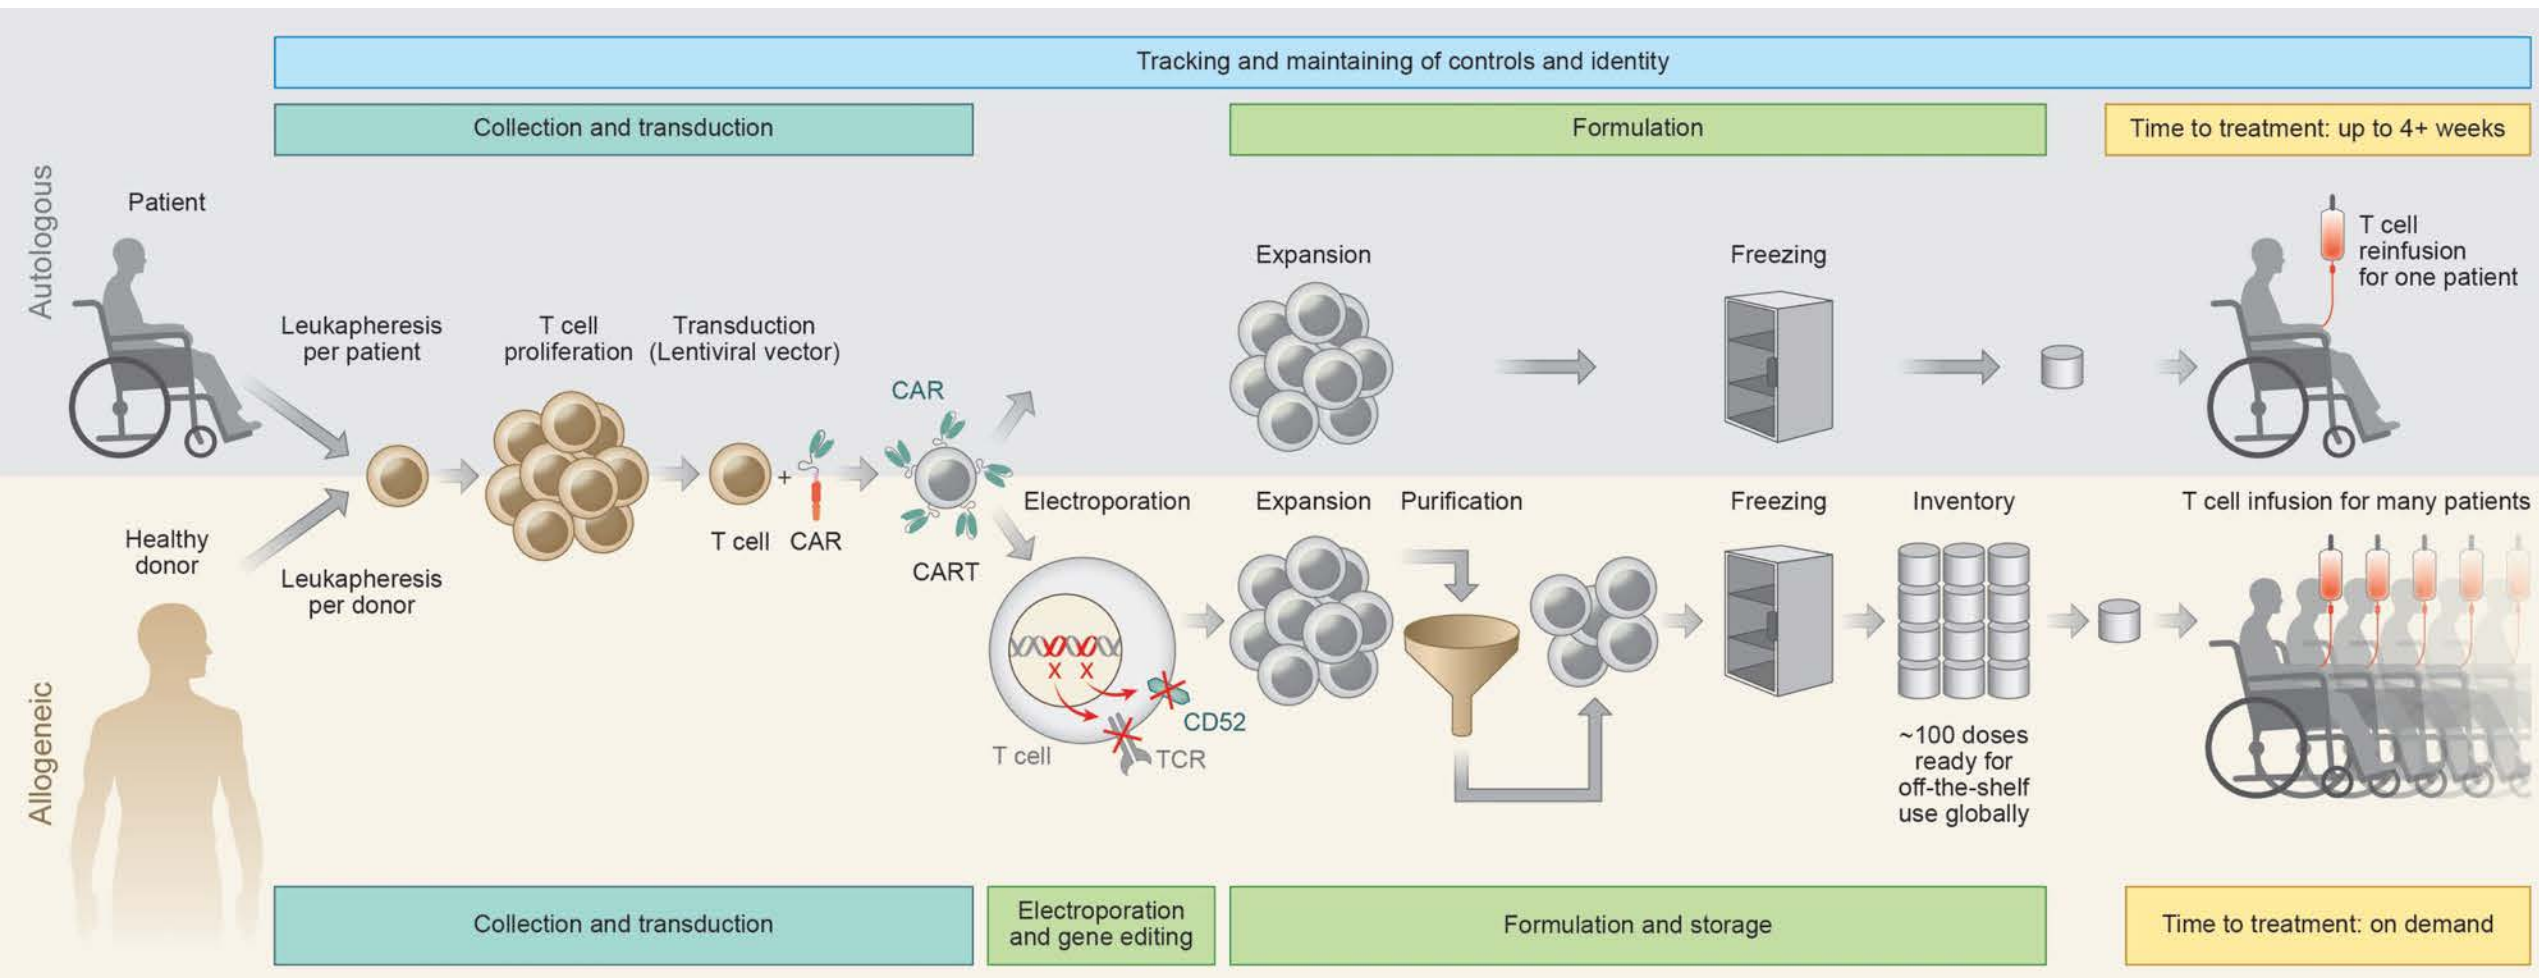 Tracking and maintaining of controls and identity
Collection and transduction
Formulation
Time to treatment: up to 4+ weeks
Autologous
Patient
Leukapheresis
per patient
T cell
proliferation
Transduction
(Lentiviral vector)
CAR
Expansion
Freezing
T cell
reinfusion
for one patient
+
T cell
CAR
CART
Allogeneic
Healthy
donor
Leukapheresis
per donor
Electroporation
X X
CD52
TCR
T cell
Expansion
Purification
Freezing
Inventory
~100 doses
ready for
off-the-shelf
use globally
T cell infusion for many patients
Collection and transduction
Electroporation
and gene editing
Formulation and storage
Time to treatment: on demand